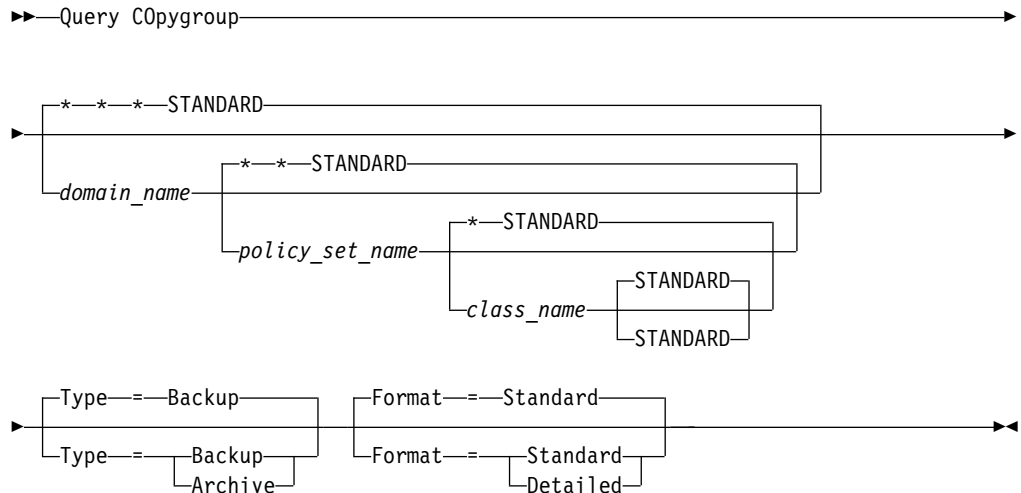 Query COpygroup
* * * STANDARD
domain_name * * STANDARD
policy_set_name * STANDARD
class_name STANDARD
STANDARD
Type = Backup Format = Standard
Type = Backup Format = Standard
Archive Detailed